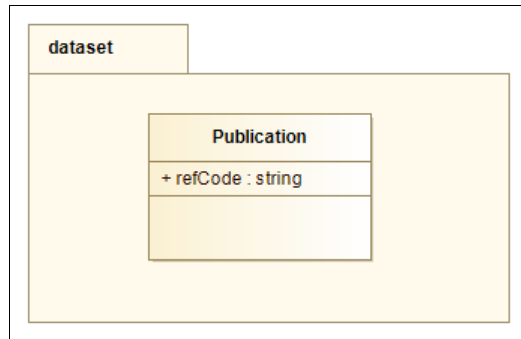 dataset
Publication
+ refCode : string